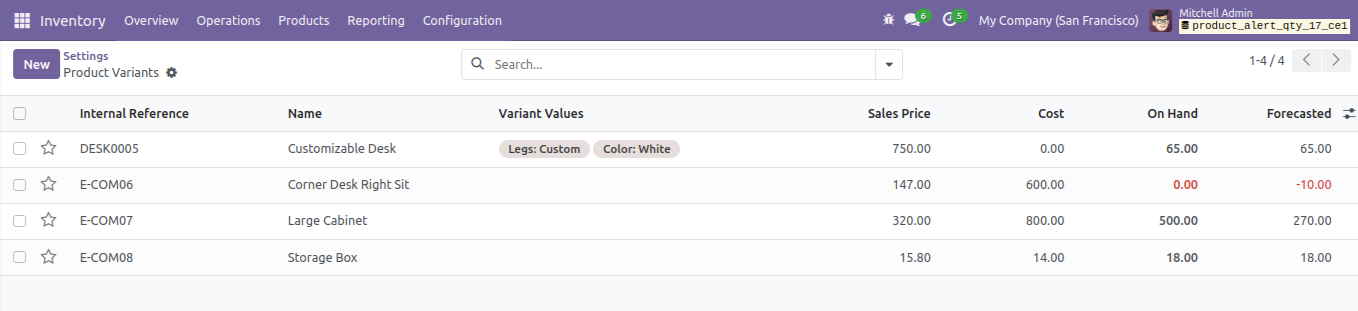 Inventory Overview Operations Products Reporting Configuration 6 5 My Company (San Francisco) Mitchell Admin
product_alert_qty_17_ce1
New Settings
Product Variants
Search...
1-4 / 4
Internal Reference Name Variant Values Sales Price Cost On Hand Forecasted
DESK0005 Customizable Desk Legs: Custom Color: White 750.00 0.00 65.00 65.00
E-COM06 Corner Desk Right Sit 147.00 600.00 0.00 -10.00
E-COM07 Large Cabinet 320.00 800.00 500.00 270.00
E-COM08 Storage Box 15.80 14.00 18.00 18.00